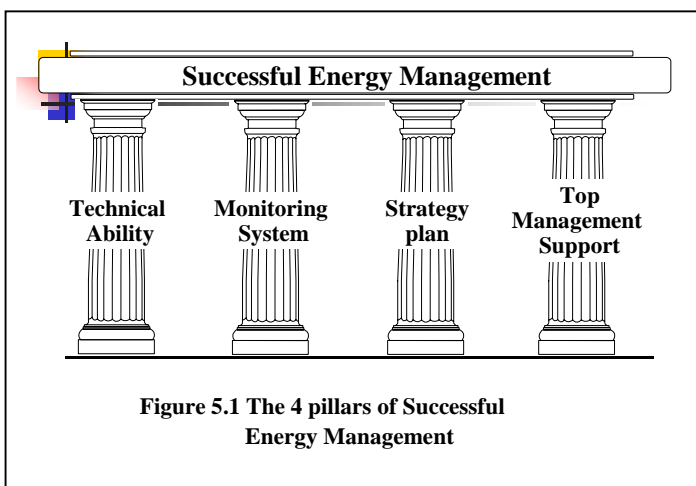 Successful Energy Management
Technical
Ability
Monitoring
System
Strategy
plan
Top
Management
Support
Figure 5.1 The 4 pillars of Successful
Energy Management